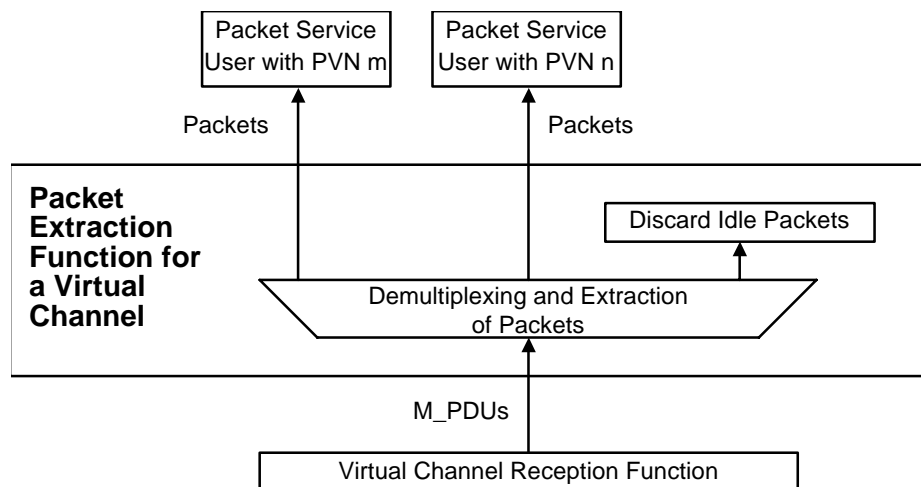 Packet Service
User with PVN m
Packet Service
User with PVN n
Packets
Packets
Packet
Extraction
Function for
a Virtual
Channel
Discard Idle Packets
Demultiplexing and Extraction
of Packets
M_PDUs
Virtual Channel Reception Function